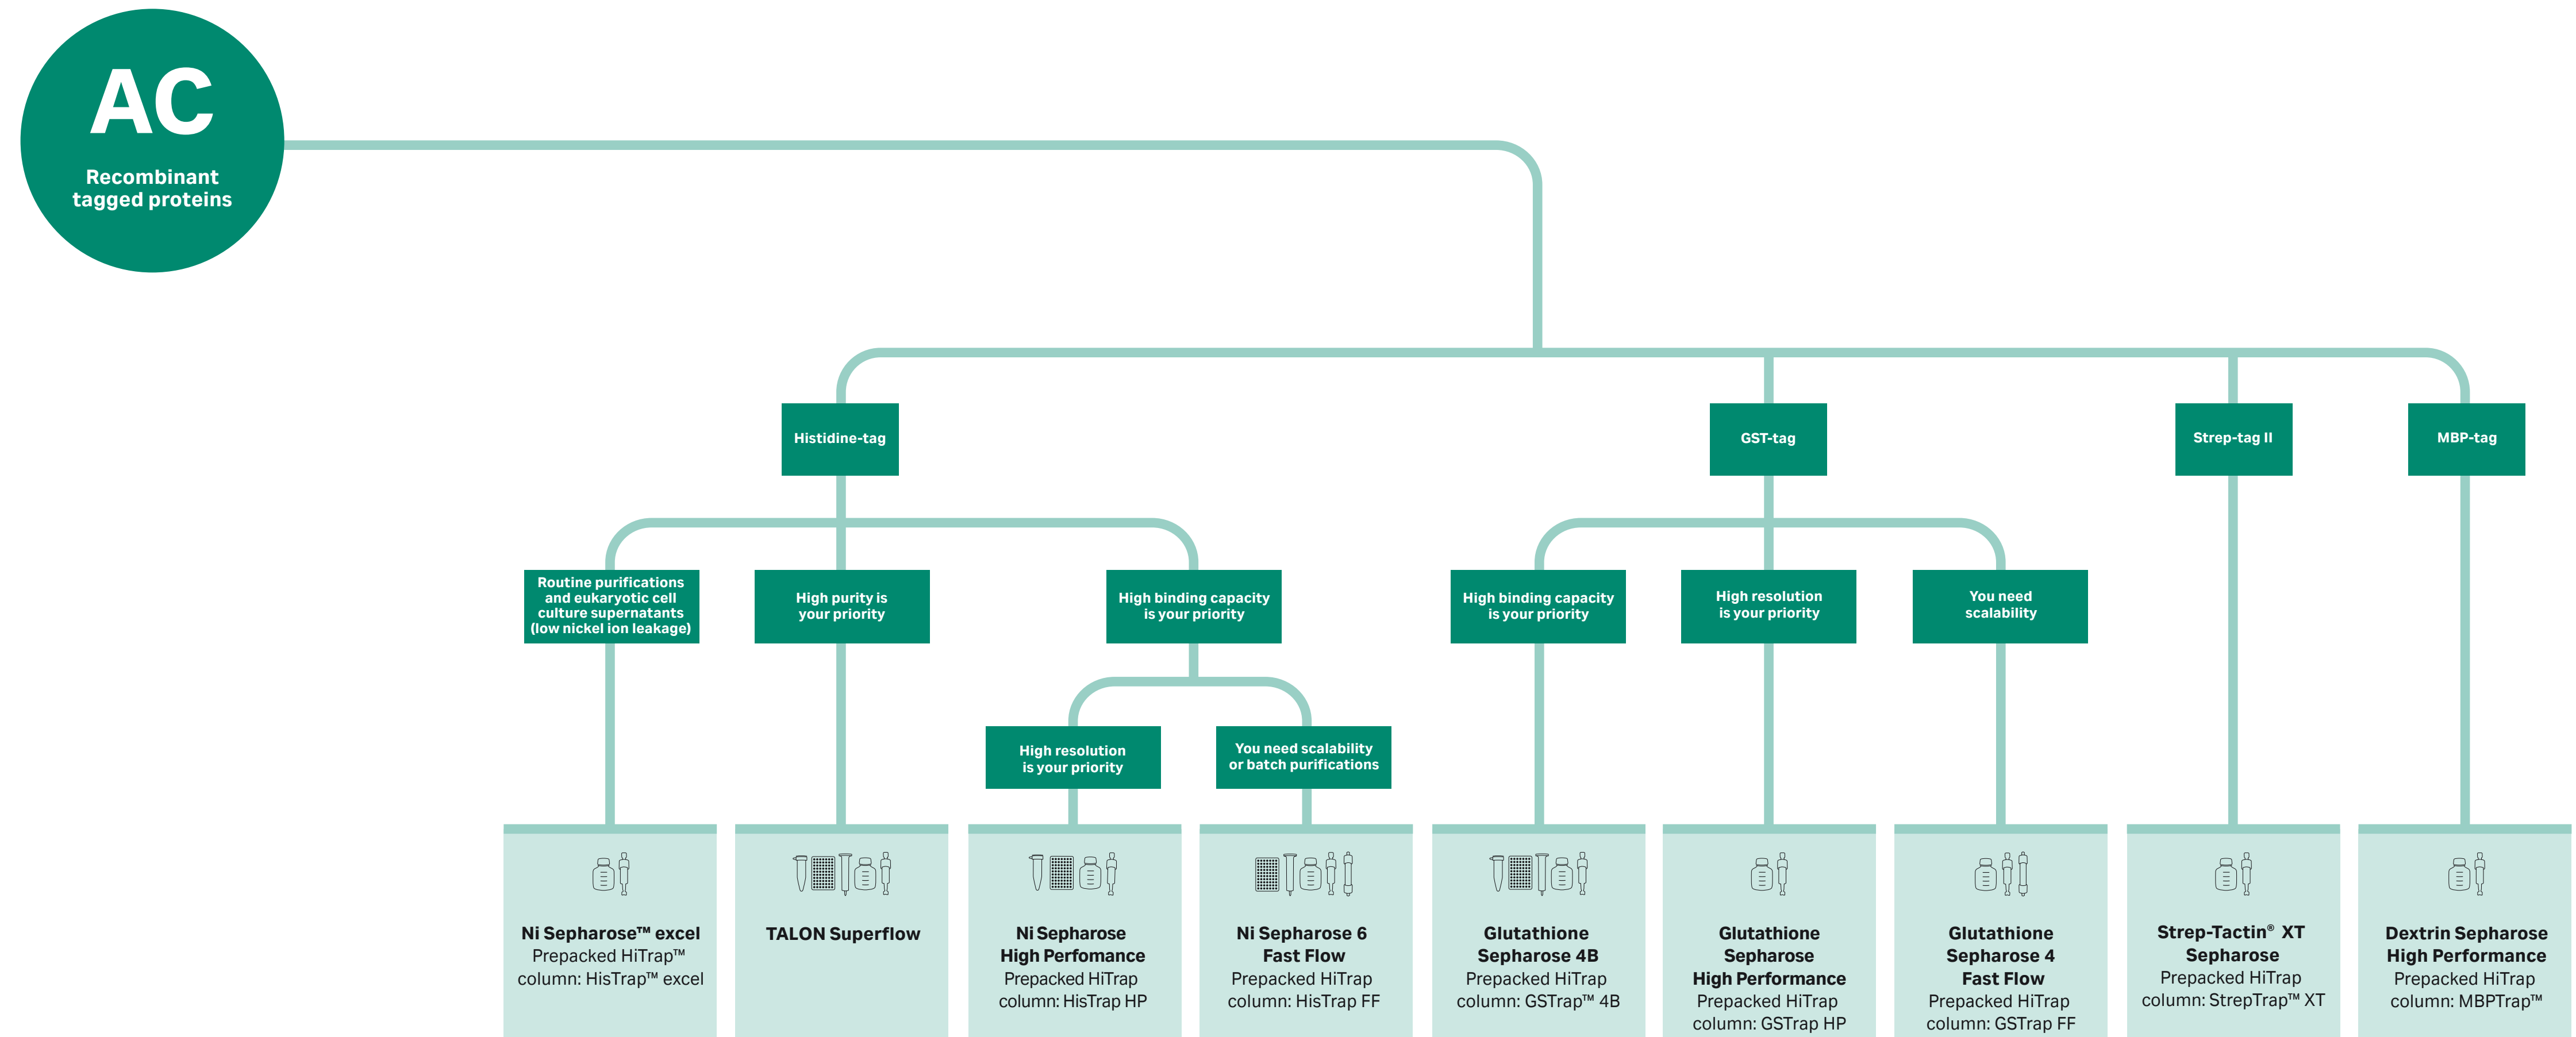 AC
Recombinant
tagged proteins
Histidine-tag
GST-tag
Strep-tag II
MBP-tag
Routine purifications
and eukaryotic cell
culture supernatants
(low nickel ion leakage)
High purity is
your priority
High binding capacity
is your priority
High binding capacity
is your priority
High resolution
is your priority
You need
scalability
High resolution
is your priority
You need scalability
or batch purifications
Ni Sepharose™ excel
Prepacked HiTrap™
column: HisTrap™ excel
TALON Superflow
Ni Sepharose
High Perfomance
Prepacked HiTrap
column: HisTrap HP
Ni Sepharose 6
Fast Flow
Prepacked HiTrap
column: HisTrap FF
Glutathione
Sepharose 4B
Prepacked HiTrap
column: GSTrap™ 4B
Glutathione
Sepharose
High Performance
Prepacked HiTrap
column: GSTrap HP
Glutathione
Sepharose 4
Fast Flow
Prepacked HiTrap
column: GSTrap FF
Strep-Tactin® XT
Sepharose
Prepacked HiTrap
column: StrepTrap™ XT
Dextrin Sepharose
High Performance
Prepacked HiTrap
column: MBPTrap™